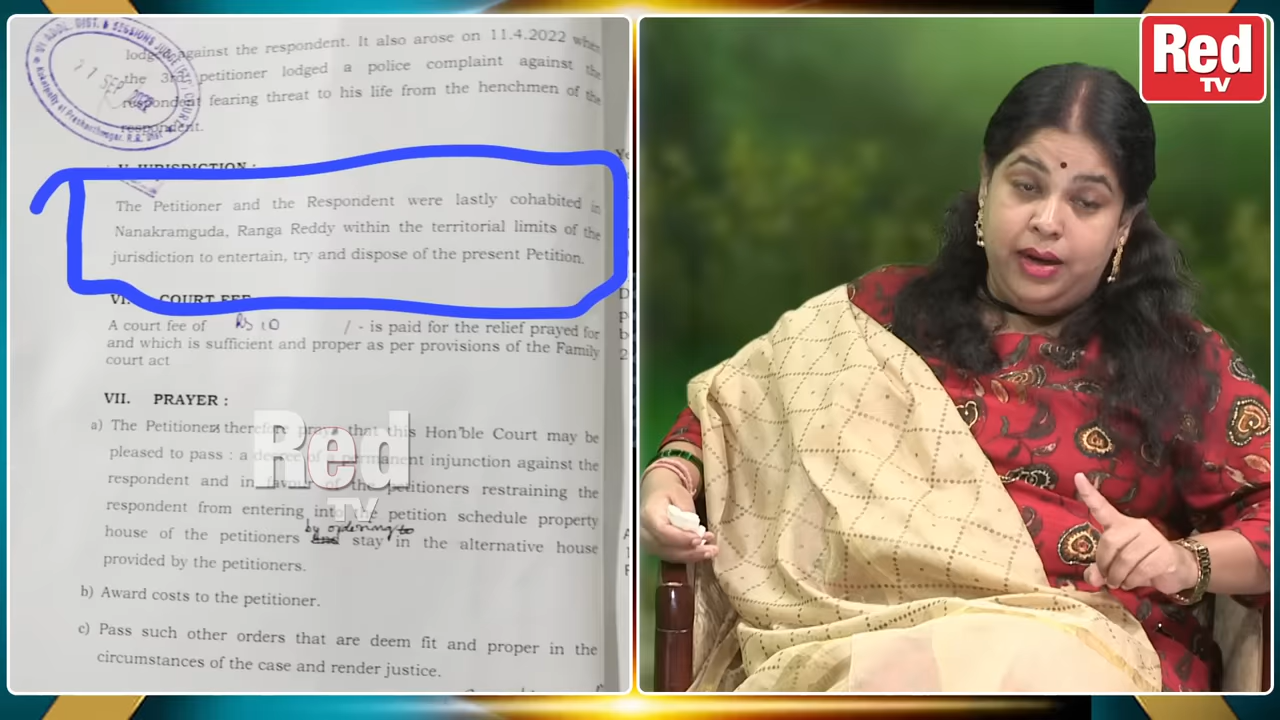 lodged against the respondent. It also arose on 11.4.2022 when
the 3rd petitioner lodged a police complaint against the
respondent fearing threat to his life from the henchmen of the
respondent.
V. JURISDICTION :
The Petitioner and the Respondent were lastly cohabited in
Nanakramguda, Ranga Reddy within the territorial limits of the
jurisdiction to entertain, try and dispose of the present Petition.
VI. COURT FEE
A court fee of Rs 10 /- is paid for the relief prayed for
and which is sufficient and proper as per provisions of the Family
court act
VII. PRAYER :
a) The Petitioners therefore prays that this Hon'ble Court may be
pleased to pass : a decree of a permanent injunction against the
respondent and in favour of the petitioners restraining the
respondent from entering into the petition schedule property
by ordering to
house of the petitioners stay in the alternative house
provided by the petitioners.
b) Award costs to the petitioner.
c) Pass such other orders that are deem fit and proper in the
circumstances of the case and render justice.
Red
TV
Red
TV